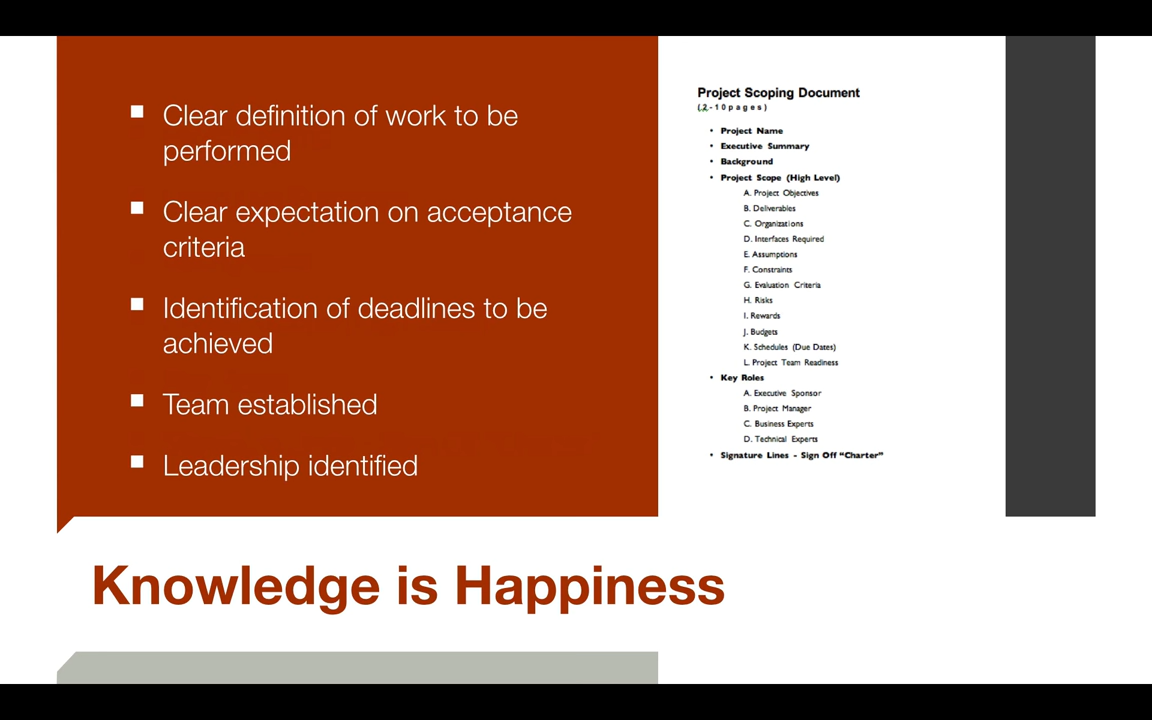 ■ Clear definition of work to be
performed
■ Clear expectation on acceptance
criteria
■ Identification of deadlines to be
achieved
■ Team established
■ Leadership identified
Project Scoping Document
(2-10pages)
• Project Name
• Executive Summary
• Background
• Project Scope (High Level)
A. Project Objectives
B. Deliverables
C. Organizations
D. Interfaces Required
E. Assumptions
F. Constraints
G. Evaluation Criteria
H. Risks
I. Rewards
J. Budgets
K. Schedules (Due Dates)
L. Project Team Readiness
• Key Roles
A. Executive Sponsor
B. Project Manager
C. Business Experts
D. Technical Experts
• Signature Lines - Sign Off “Charter”
Knowledge is Happiness